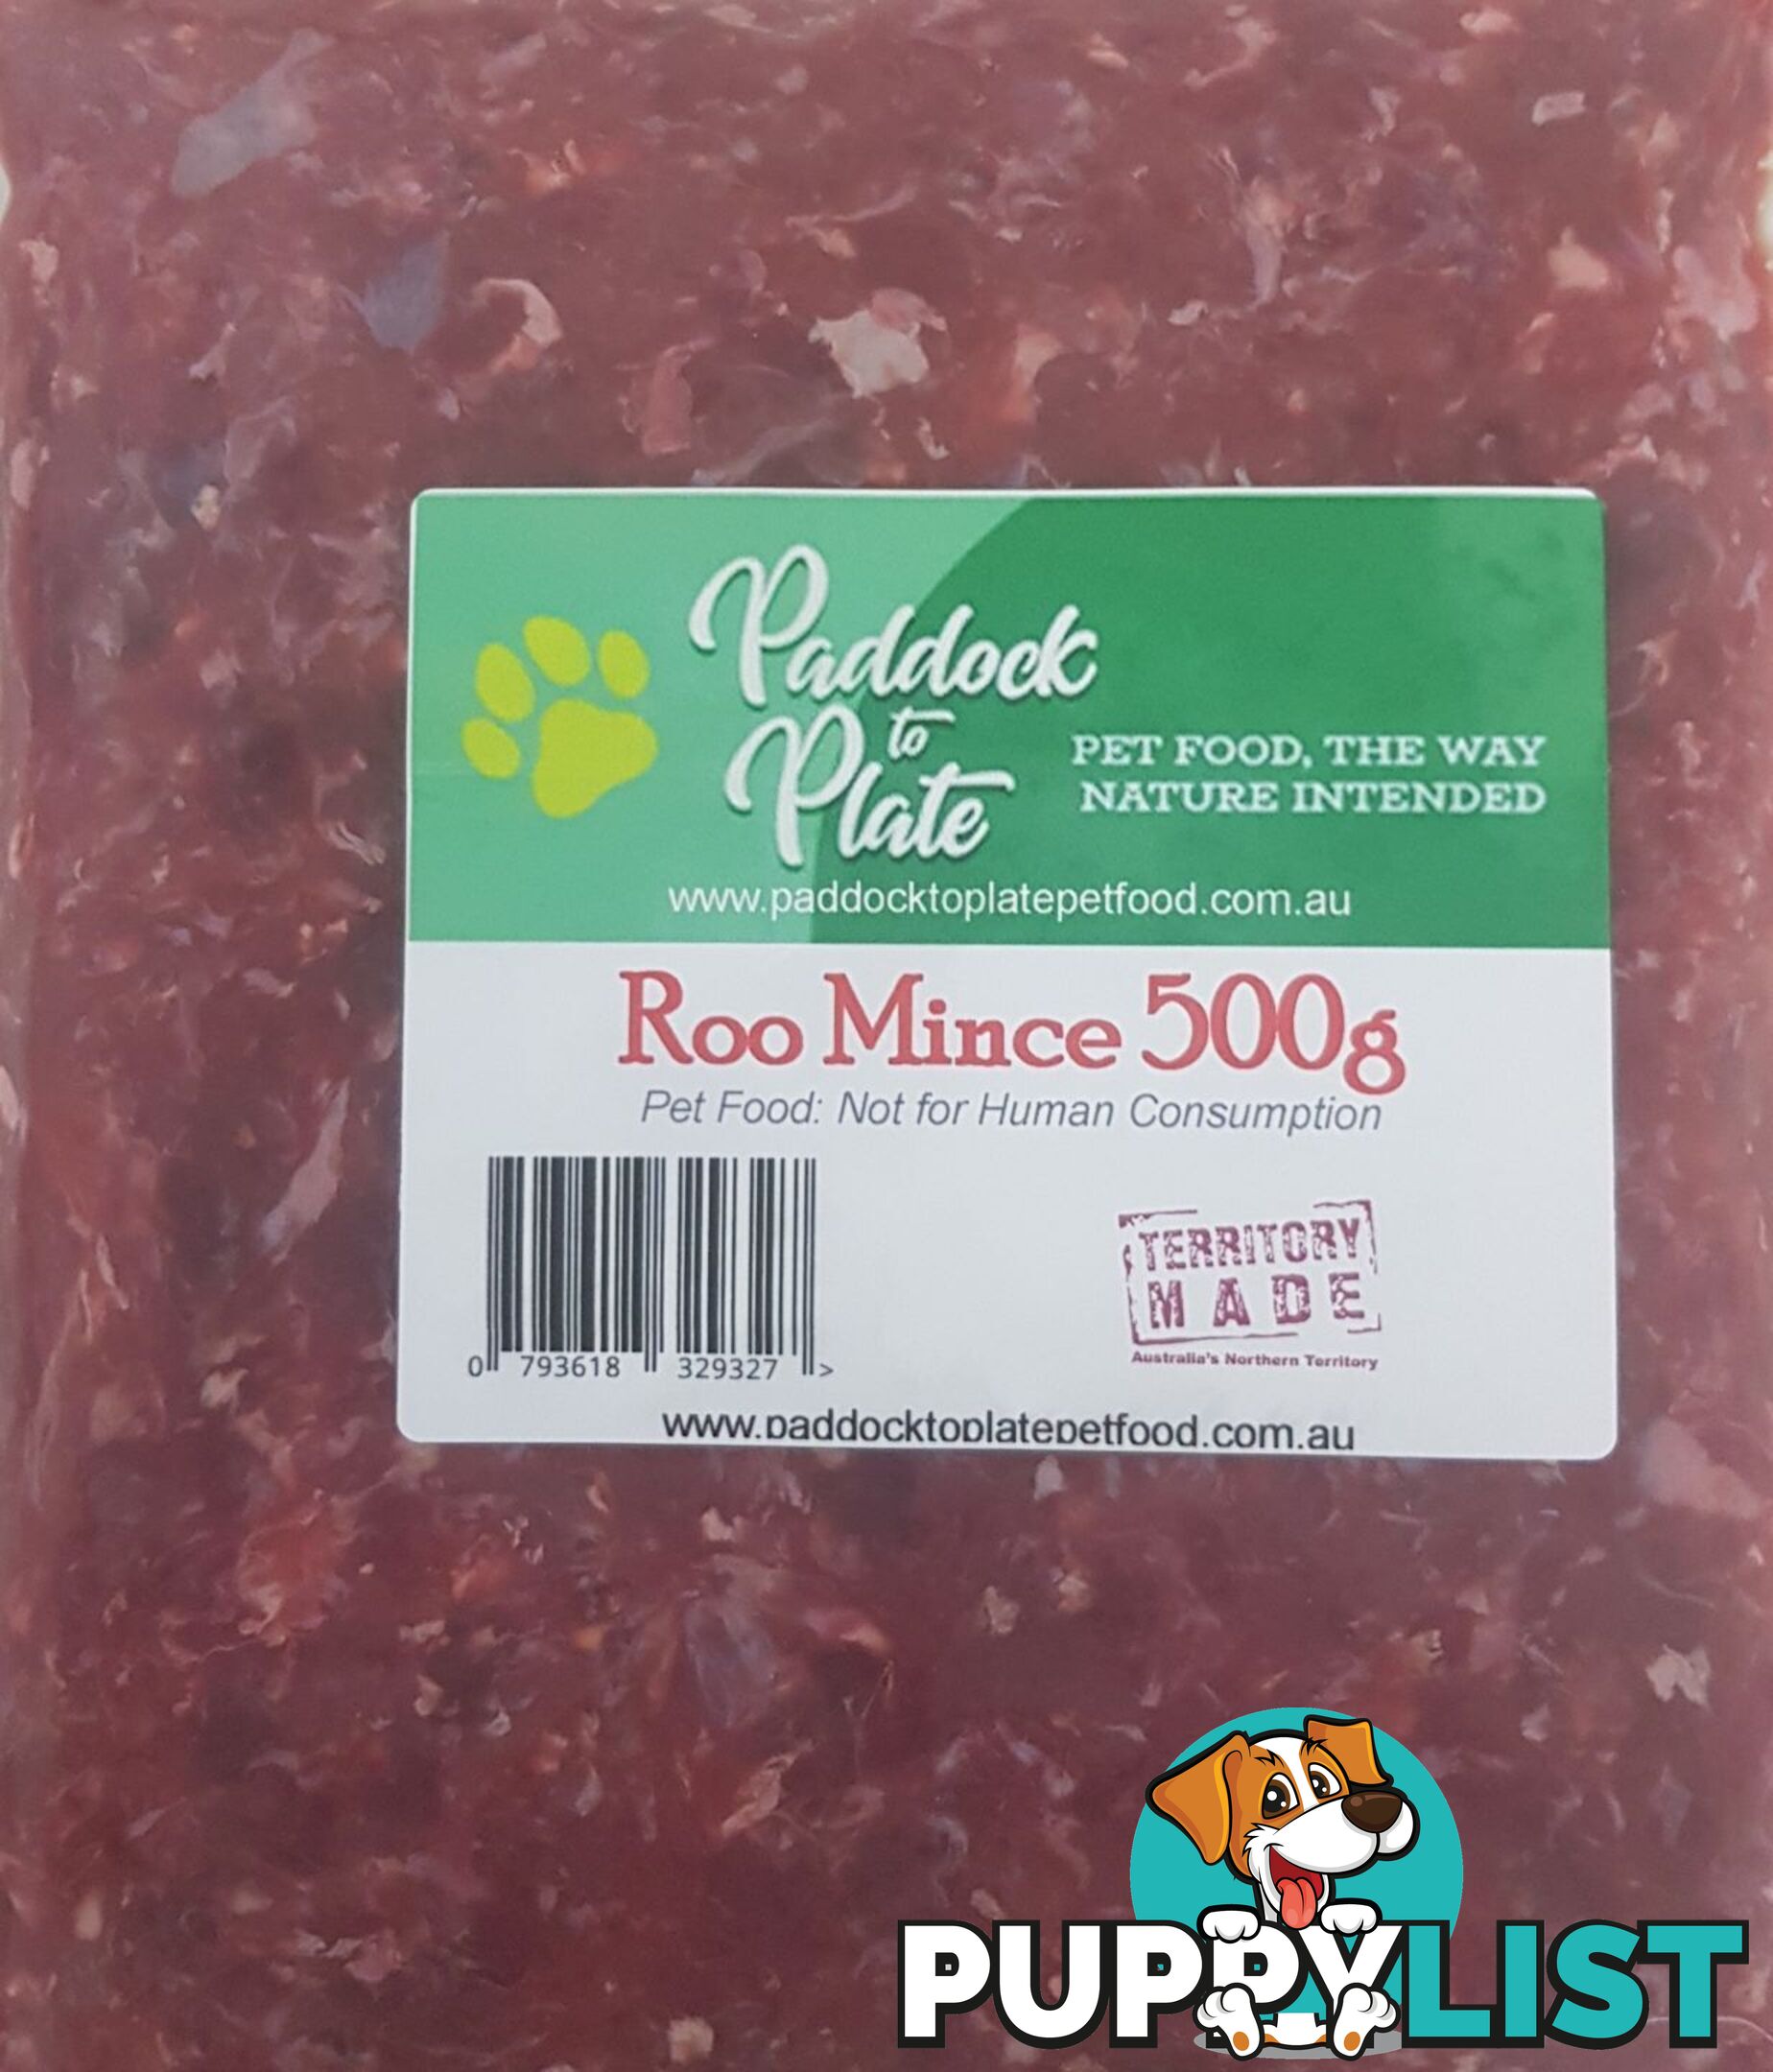 Paddock
to
Plate
PET FOOD, THE WAY
NATURE INTENDED
www.paddocktoplatepetfood.com.au
Roo Mince 500g
Pet Food: Not for Human Consumption
0 793618 329327 >
TERRITORY
MADE
Australia's Northern Territory
www.paddocktoplatepetfood.com.au
PUPPYLIST